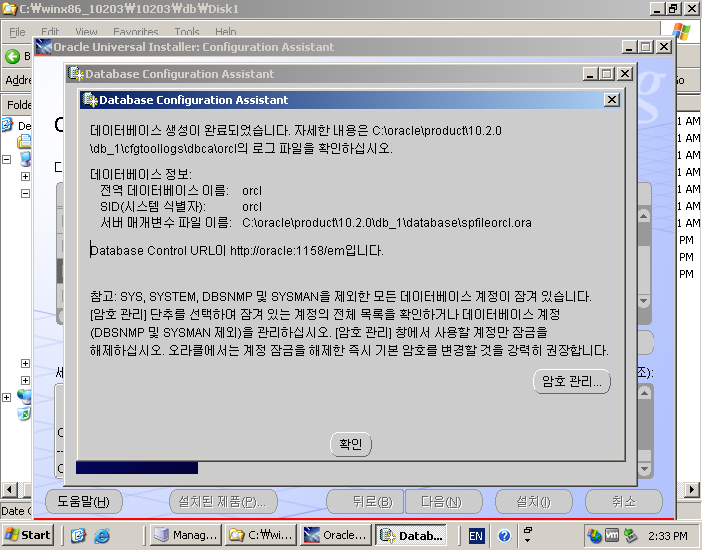 C:₩winx86_10203₩10203₩db₩Disk1
File Edit View Favorites Tools Help
Oracle Universal Installer: Configuration Assistant
Database Configuration Assistant
Database Configuration Assistant
데이터베이스 생성이 완료되었습니다. 자세한 내용은 C:\oracle\product\10.2.0
\db_1\cfgtoollogs\dbca\orcl의 로그 파일을 확인하십시오.
데이터베이스 정보:
전역 데이터베이스 이름: orcl
SID(시스템 식별자): orcl
서버 매개변수 파일 이름: C:\oracle\product\10.2.0\db_1\database\spfileorcl.ora
Database Control URL이 http://oracle:1158/em입니다.
참고: SYS, SYSTEM, DBSNMP 및 SYSMAN을 제외한 모든 데이터베이스 계정이 잠겨 있습니다.
[암호 관리] 단추를 선택하여 잠겨 있는 계정의 전체 목록을 확인하거나 데이터베이스 계정
(DBSNMP 및 SYSMAN 제외)을 관리하십시오. [암호 관리] 창에서 사용할 계정만 잠금을
해제하십시오. 오라클에서는 계정 잠금을 해제한 즉시 기본 암호를 변경할 것을 강력히 권장합니다.
암호 관리...
확인
도움말(H) 설치된 제품(P)... 뒤로(B) 다음(N) 설치(I) 취소
Start Manag... C:₩wi... Oracle... Datab... EN 2:33 PM